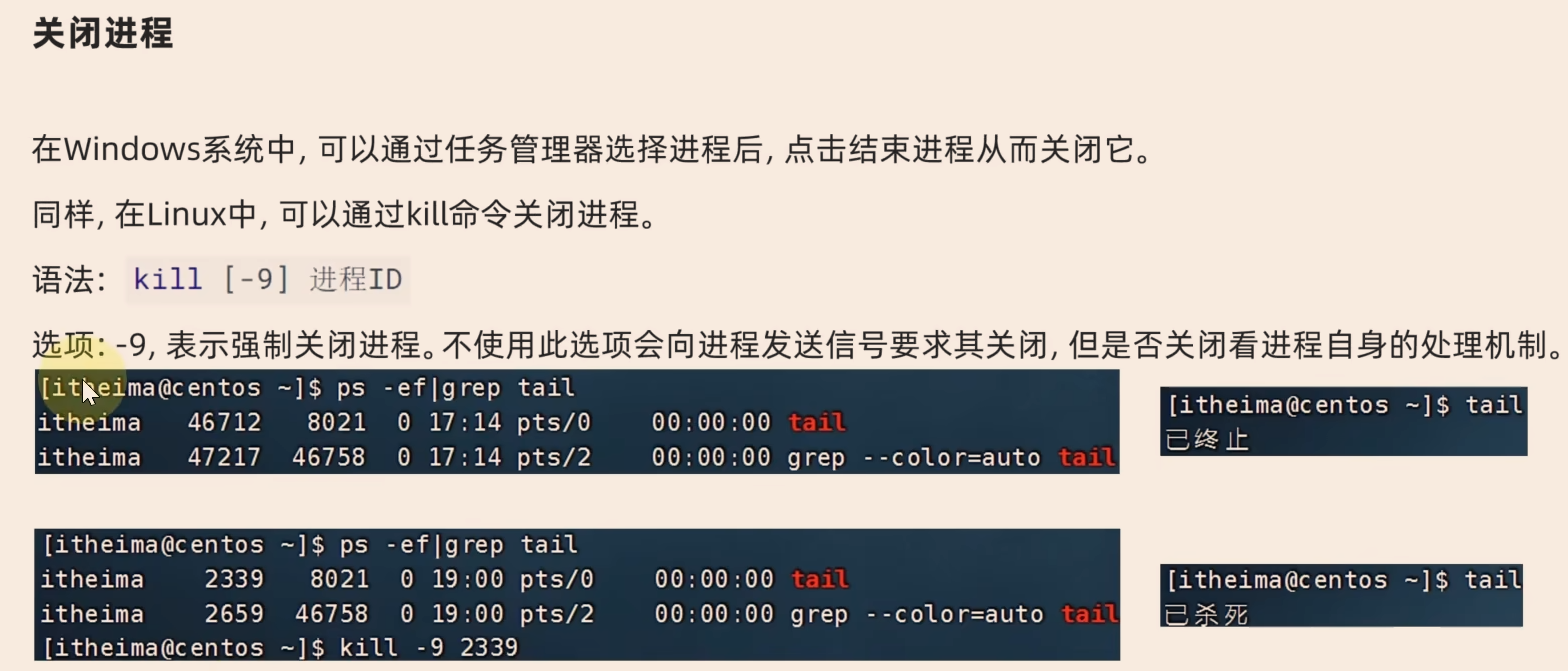 关闭进程
在Windows系统中, 可以通过任务管理器选择进程后, 点击结束进程从而关闭它。
同样, 在Linux中, 可以通过kill命令关闭进程。
语法: kill [-9] 进程ID
选项: -9, 表示强制关闭进程。不使用此选项会向进程发送信号要求其关闭, 但是否关闭看进程自身的处理机制。
[itheima@centos ~]$ ps -ef|grep tail
itheima 46712 8021 0 17:14 pts/0 00:00:00 tail
itheima 47217 46758 0 17:14 pts/2 00:00:00 grep --color=auto tail
[itheima@centos ~]$ tail
已终止
[itheima@centos ~]$ ps -ef|grep tail
itheima 2339 8021 0 19:00 pts/0 00:00:00 tail
itheima 2659 46758 0 19:00 pts/2 00:00:00 grep --color=auto tail
[itheima@centos ~]$ kill -9 2339
[itheima@centos ~]$ tail
已杀死